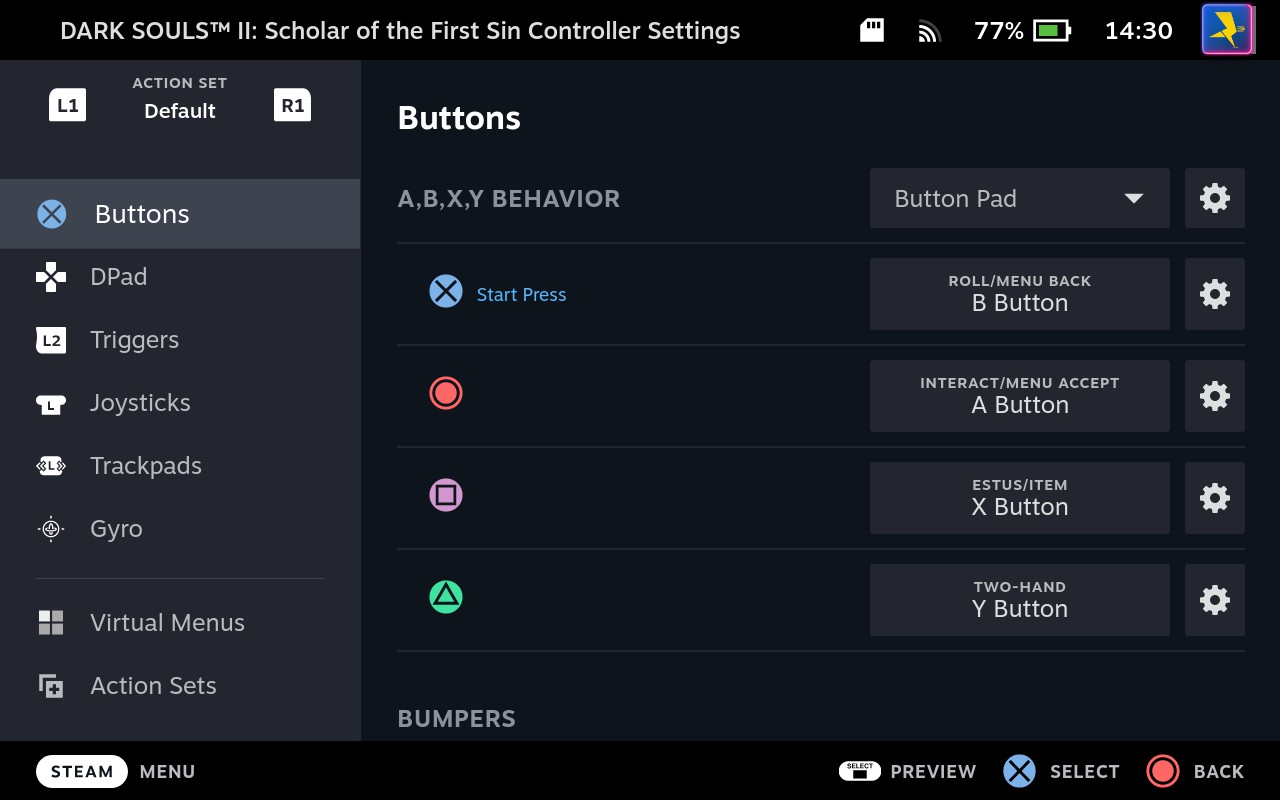 DARK SOULS™ II: Scholar of the First Sin Controller Settings
77%
14:30
L1
ACTION SET
Default
R1
Buttons
DPad
L2
Triggers
L
Joysticks
L
Trackpads
Gyro
Virtual Menus
Action Sets
Buttons
A,B,X,Y BEHAVIOR
Button Pad
Start Press
ROLL/MENU BACK
B Button
INTERACT/MENU ACCEPT
A Button
ESTUS/ITEM
X Button
TWO-HAND
Y Button
BUMPERS
STEAM
MENU
SELECT
PREVIEW
SELECT
BACK